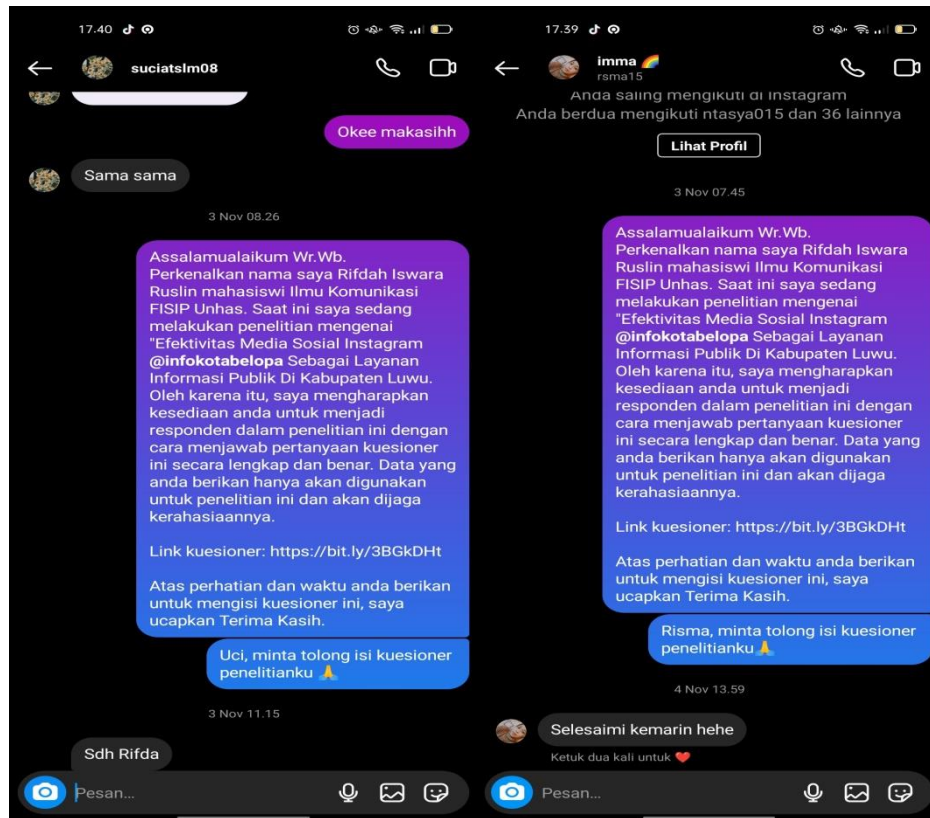 17.40
suciatslm08
Okee makasihh
Sama sama
3 Nov 08.26
Assalamualaikum Wr.Wb.
Perkenalkan nama saya Rifdah Iswara
Ruslin mahasiswi Ilmu Komunikasi
FISIP Unhas. Saat ini saya sedang
melakukan penelitian mengenai
"Efektivitas Media Sosial Instagram
@infokotabelopa Sebagai Layanan
Informasi Publik Di Kabupaten Luwu.
Oleh karena itu, saya mengharapkan
kesediaan anda untuk menjadi
responden dalam penelitian ini dengan
cara menjawab pertanyaan kuesioner
ini secara lengkap dan benar. Data yang
anda berikan hanya akan digunakan
untuk penelitian ini dan akan dijaga
kerahasiaannya.
Link kuesioner: https://bit.ly/3BGkDHt
Atas perhatian dan waktu anda berikan
untuk mengisi kuesioner ini, saya
ucapkan Terima Kasih.
Uci, minta tolong isi kuesioner
penelitianku 🙏
3 Nov 11.15
Sdh Rifda
Pesan...
17.39
imma 🌈
rsma15
Anda saling mengikuti di Instagram
Anda berdua mengikuti ntasya015 dan 36 lainnya
Lihat Profil
3 Nov 07.45
Assalamualaikum Wr.Wb.
Perkenalkan nama saya Rifdah Iswara
Ruslin mahasiswi Ilmu Komunikasi
FISIP Unhas. Saat ini saya sedang
melakukan penelitian mengenai
"Efektivitas Media Sosial Instagram
@infokotabelopa Sebagai Layanan
Informasi Publik Di Kabupaten Luwu.
Oleh karena itu, saya mengharapkan
kesediaan anda untuk menjadi
responden dalam penelitian ini dengan
cara menjawab pertanyaan kuesioner
ini secara lengkap dan benar. Data yang
anda berikan hanya akan digunakan
untuk penelitian ini dan akan dijaga
kerahasiaannya.
Link kuesioner: https://bit.ly/3BGkDHt
Atas perhatian dan waktu anda berikan
untuk mengisi kuesioner ini, saya
ucapkan Terima Kasih.
Risma, minta tolong isi kuesioner
penelitianku🙏
4 Nov 13.59
Selesaimi kemarin hehe
Ketuk dua kali untuk ❤️
Pesan...